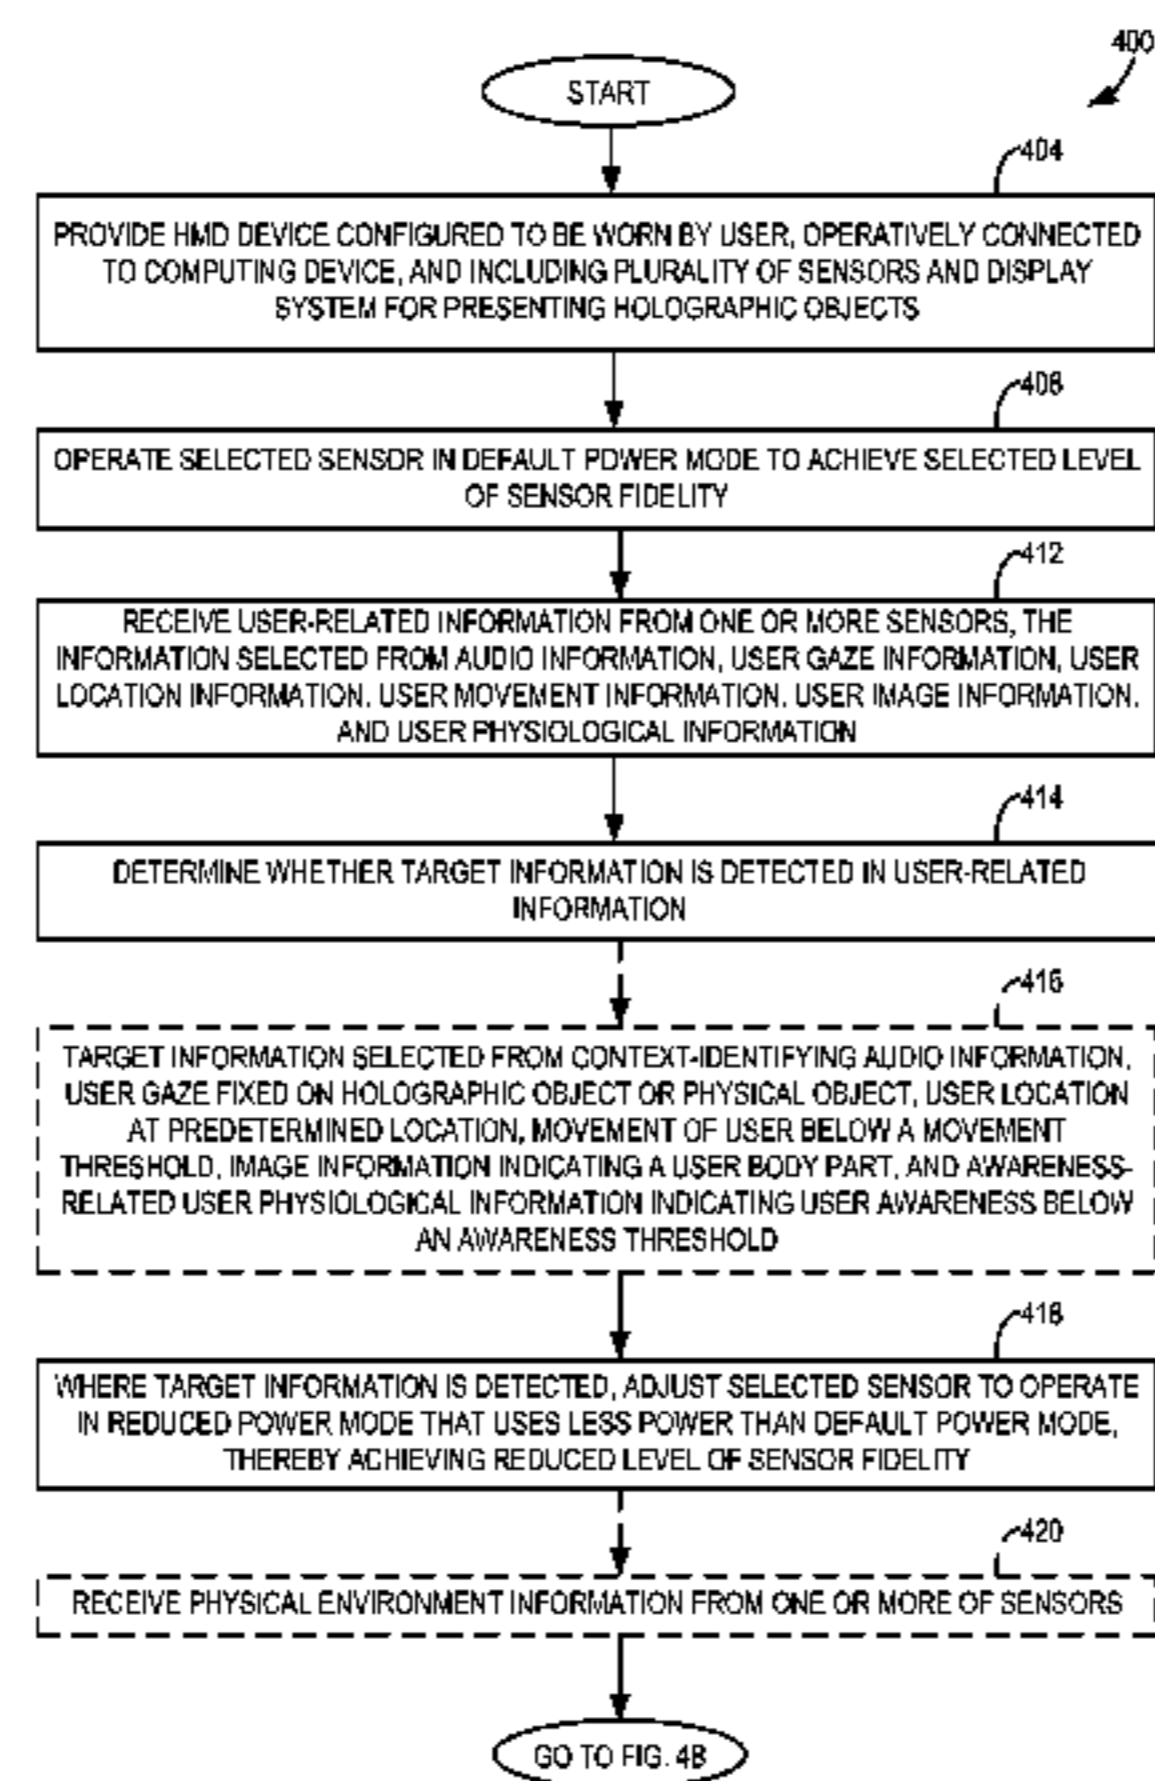 400
START
404
PROVIDE HMD DEVICE CONFIGURED TO BE WORN BY USER, OPERATIVELY CONNECTED
TO COMPUTING DEVICE, AND INCLUDING PLURALITY OF SENSORS AND DISPLAY
SYSTEM FOR PRESENTING HOLOGRAPHIC OBJECTS
408
OPERATE SELECTED SENSOR IN DEFAULT POWER MODE TO ACHIEVE SELECTED LEVEL
OF SENSOR FIDELITY
412
RECEIVE USER-RELATED INFORMATION FROM ONE OR MORE SENSORS, THE
INFORMATION SELECTED FROM AUDIO INFORMATION, USER GAZE INFORMATION, USER
LOCATION INFORMATION, USER MOVEMENT INFORMATION, USER IMAGE INFORMATION,
AND USER PHYSIOLOGICAL INFORMATION
414
DETERMINE WHETHER TARGET INFORMATION IS DETECTED IN USER-RELATED
INFORMATION
416
TARGET INFORMATION SELECTED FROM CONTEXT-IDENTIFYING AUDIO INFORMATION,
USER GAZE FIXED ON HOLOGRAPHIC OBJECT OR PHYSICAL OBJECT, USER LOCATION
AT PREDETERMINED LOCATION, MOVEMENT OF USER BELOW A MOVEMENT
THRESHOLD, IMAGE INFORMATION INDICATING A USER BODY PART, AND AWARENESS-
RELATED USER PHYSIOLOGICAL INFORMATION INDICATING USER AWARENESS BELOW
AN AWARENESS THRESHOLD
418
WHERE TARGET INFORMATION IS DETECTED, ADJUST SELECTED SENSOR TO OPERATE
IN REDUCED POWER MODE THAT USES LESS POWER THAN DEFAULT POWER MODE,
THEREBY ACHIEVING REDUCED LEVEL OF SENSOR FIDELITY
420
RECEIVE PHYSICAL ENVIRONMENT INFORMATION FROM ONE OR MORE OF SENSORS
GO TO FIG. 4B